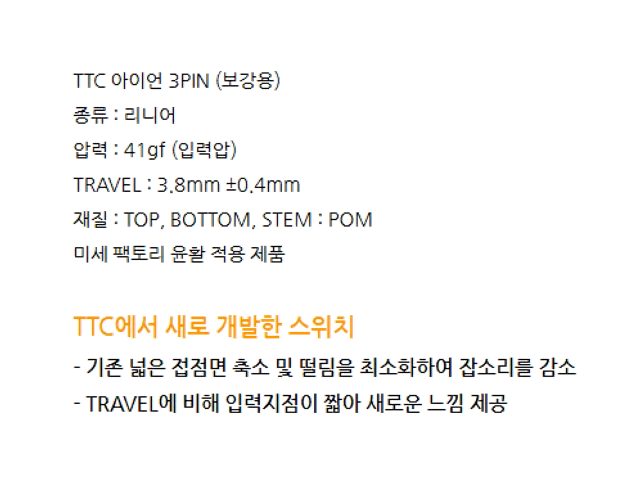 TTC 아이언 3PIN (보강용)
종류 : 리니어
압력 : 41gf (입력압)
TRAVEL : 3.8mm ±0.4mm
재질 : TOP, BOTTOM, STEM : POM
미세 팩토리 윤활 적용 제품
TTC에서 새로 개발한 스위치
- 기존 넓은 접점면 축소 및 떨림을 최소화하여 잡소리를 감소
- TRAVEL에 비해 입력지점이 짧아 새로운 느낌 제공